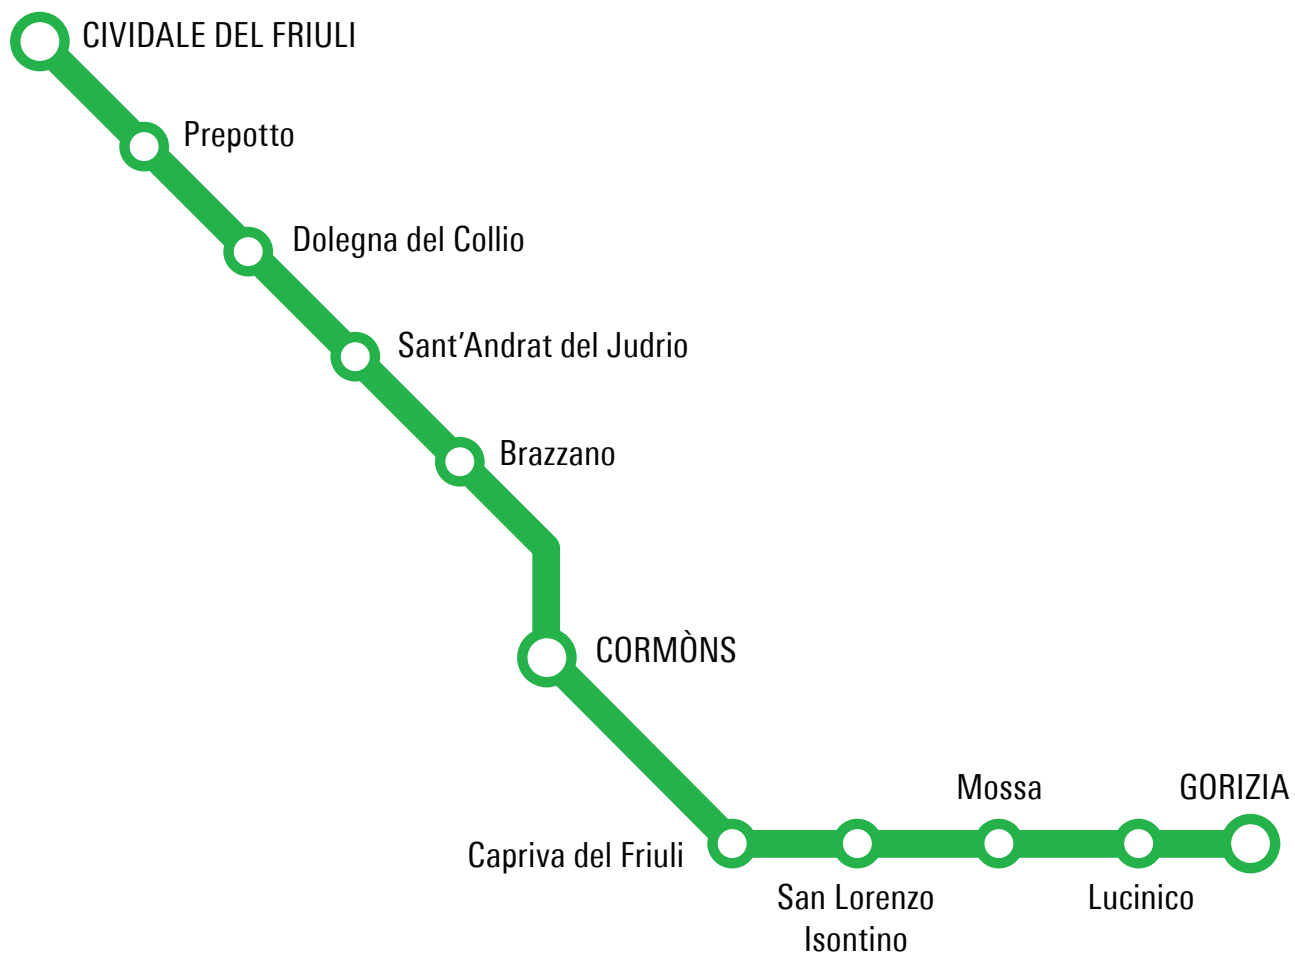 CIVIDALE DEL FRIULI
Prepotto
Dolegna del Collio
Sant'Andrat del Judrio
Brazzano
CORMÒNS
Capriva del Friuli
San Lorenzo
Isontino
Mossa
Lucinico
GORIZIA